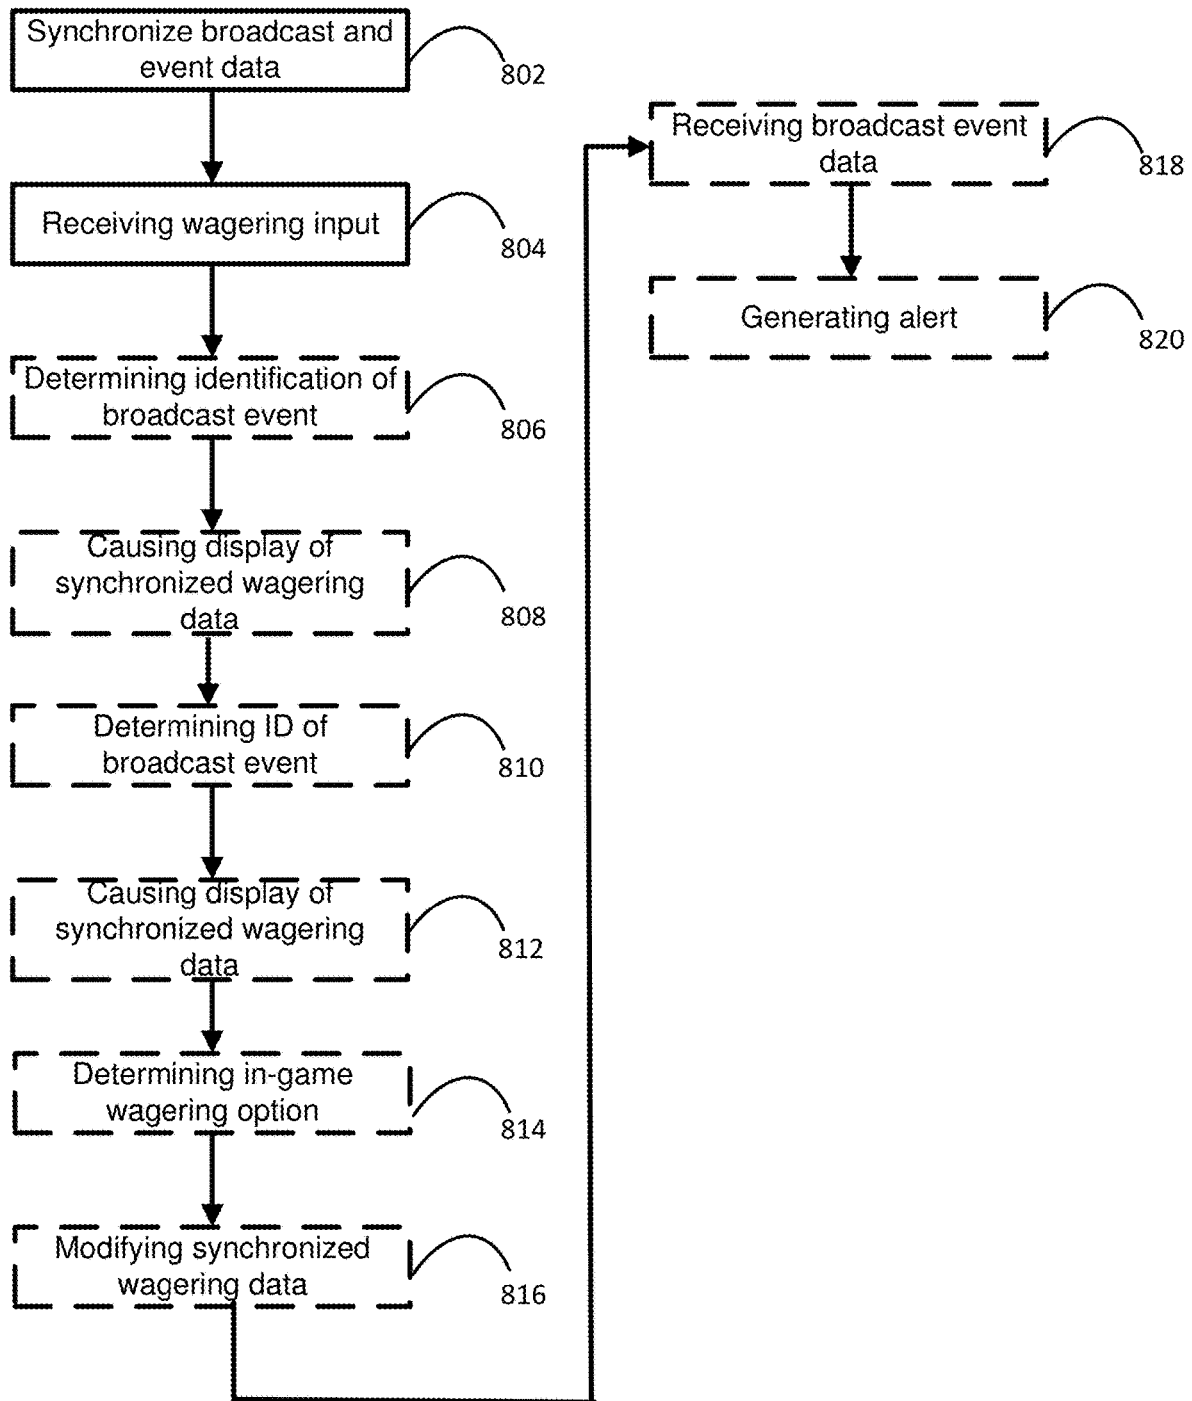 Synchronize broadcast and
event data
802
Receiving wagering input
804
Determining identification of
broadcast event
806
Causing display of
synchronized wagering
data
808
Determining ID of
broadcast event
810
Causing display of
synchronized wagering
data
812
Determining in-game
wagering option
814
Modifying synchronized
wagering data
816
Receiving broadcast event
data
818
Generating alert
820